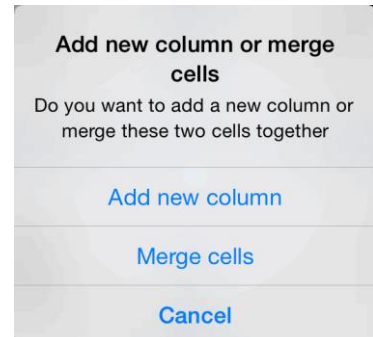 Add new column or merge
cells
Do you want to add a new column or
merge these two cells together
Add new column
Merge cells
Cancel